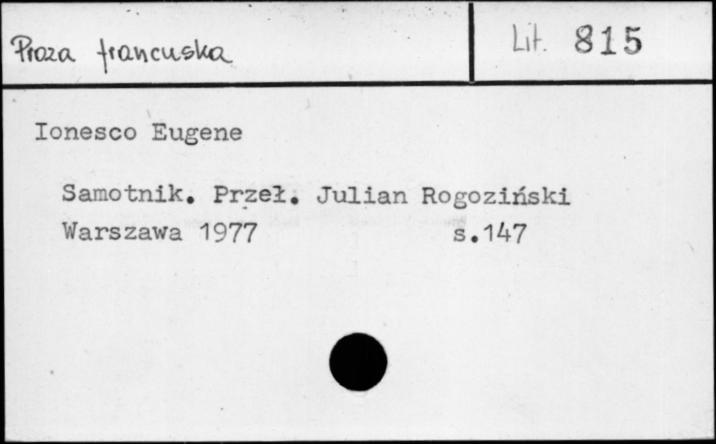 Proza francuska
Lit. 815
Ionesco Eugene
Samotnik. Przeł. Julian Rogoziński
Warszawa 1977 s.147